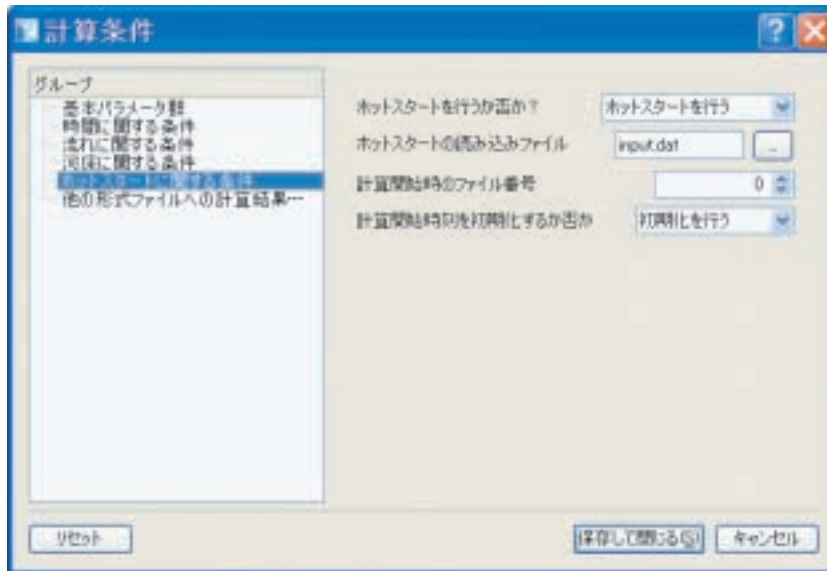 計算条件
グループ
基本パラメータ群
時間に関する条件
流れに関する条件
河床に関する条件
ホットスタートに関する条件
他の形式ファイルへの計算結果…
ホットスタートを行うか否か？ ホットスタートを行う
ホットスタートの読み込みファイル input.dat ...
計算開始時のファイル番号 0
計算開始時刻を初期化するか否か 初期化を行う
リセット
保存して閉じる(S) キャンセル